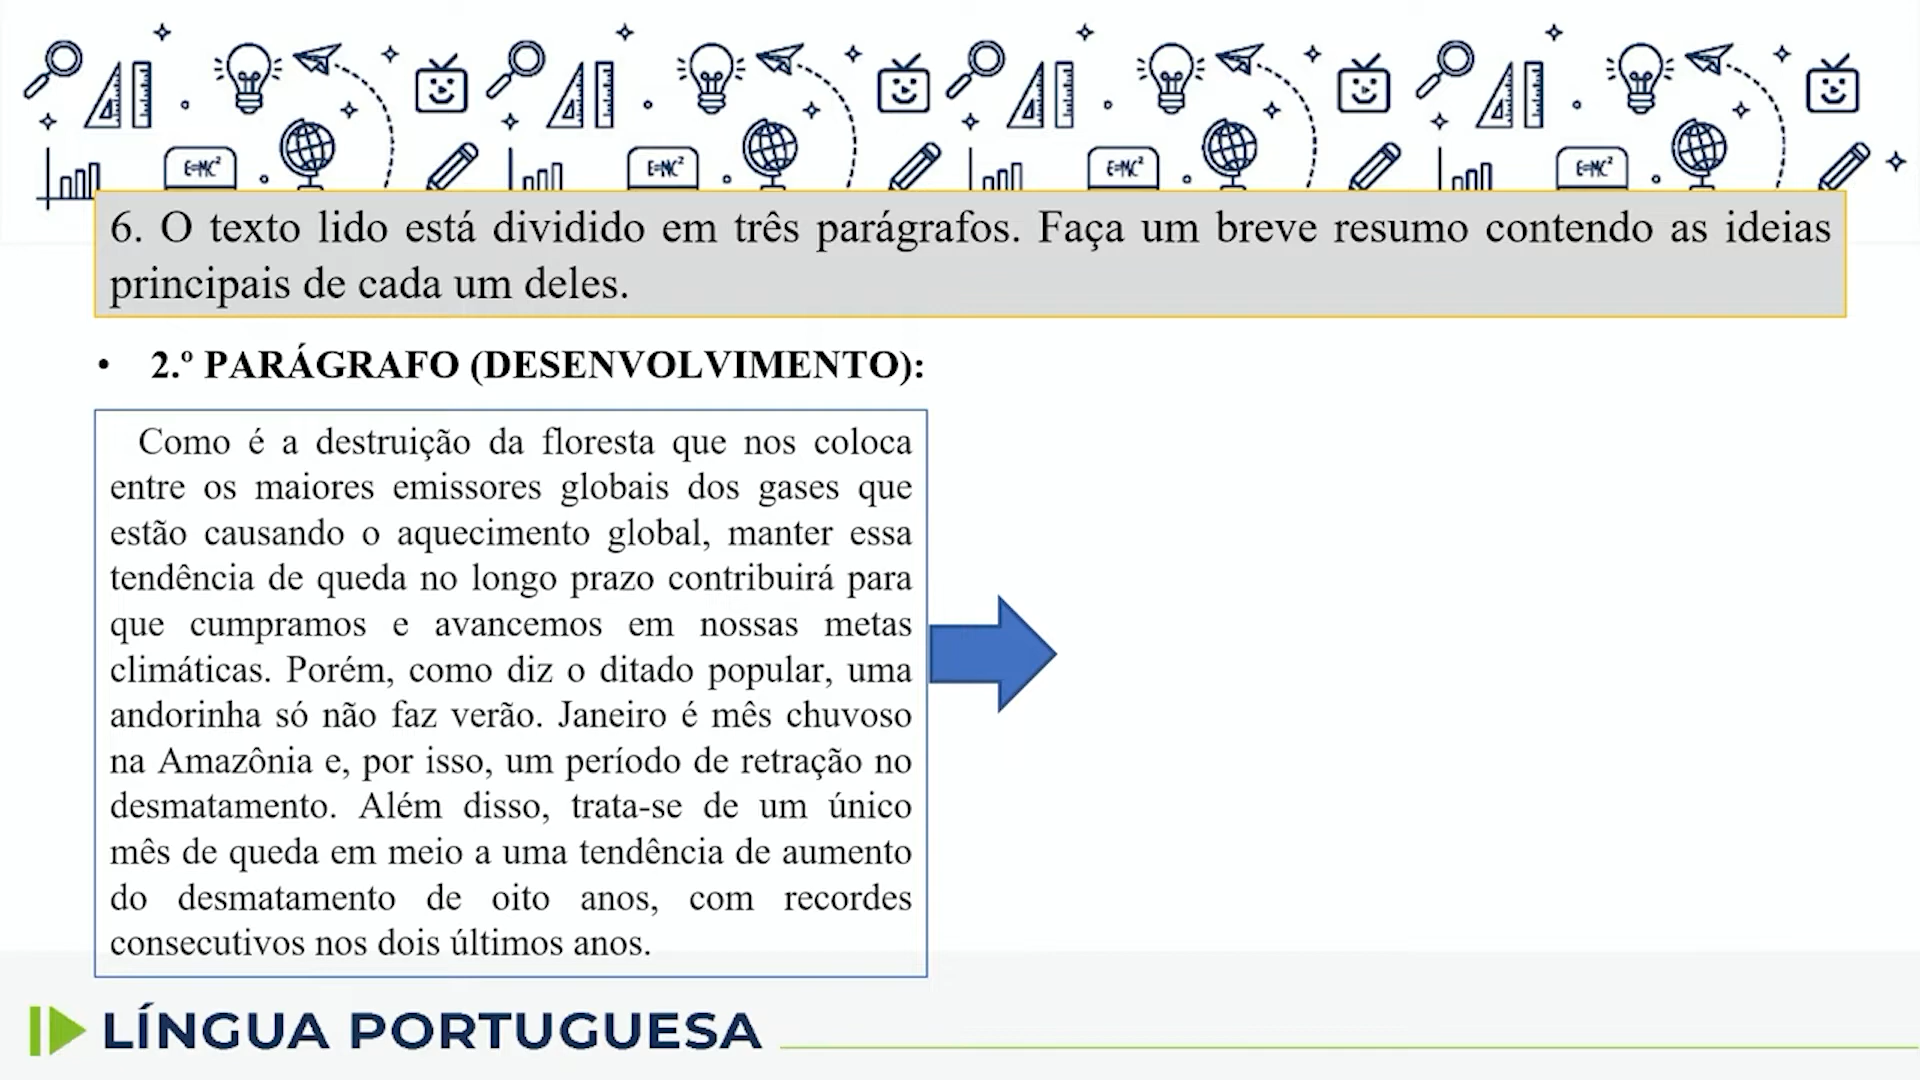 E=MC²
E=MC²
E=MC²
E=MC²
6. O texto lido está dividido em três parágrafos. Faça um breve resumo contendo as ideias
principais de cada um deles.
• 2.º PARÁGRAFO (DESENVOLVIMENTO):
Como é a destruição da floresta que nos coloca
entre os maiores emissores globais dos gases que
estão causando o aquecimento global, manter essa
tendência de queda no longo prazo contribuirá para
que cumpramos e avancemos em nossas metas
climáticas. Porém, como diz o ditado popular, uma
andorinha só não faz verão. Janeiro é mês chuvoso
na Amazônia e, por isso, um período de retração no
desmatamento. Além disso, trata-se de um único
mês de queda em meio a uma tendência de aumento
do desmatamento de oito anos, com recordes
consecutivos nos dois últimos anos.
LÍNGUA PORTUGUESA